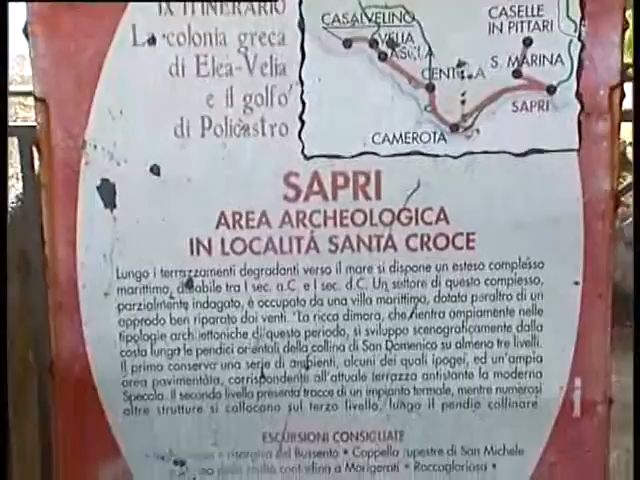 IX ITINERARIO
La colonia greca
di Elea-Velia
e il golfo
di Policastro
CASALVELINO
VELIA
ASCEA
CENTOLA
CAMEROTA
CASELLE
IN PITTARI
S. MARINA
SAPRI
SAPRI
AREA ARCHEOLOGICA
IN LOCALITÁ SANTA CROCE
Lungo i terrazzamenti degradanti verso il mare si dispone un esteso complesso
marittimo, databile tra I sec. a.C. e I sec. d.C. Un settore di questo complesso,
parzialmente indagato, è occupato da una villa marittima, dotata peraltro di un
approdo ben riparato dai venti. La ricca dimora, che rientra ampiamente nelle
tipologie architettoniche di questo periodo, si sviluppo scenograficamente dalla
costa lungo le pendici orientali della collina di San Domenico su almeno tre livelli.
Il primo conserva una serie di ambienti, alcuni dei quali ipogei, ed un'ampia
area pavimentata, corrispondente all'attuale terrazzo antistante la moderna
Specola. Il secondo livello presenta tracce di un impianto termale, mentre numerosi
altre strutture si collocano sul terzo livello, lungo il pendio collinare.
ESCURSIONI CONSIGLIATE
risorgiva del Bussento • Cappella rupestre di San Michele
a Morigerati • Roccagloriosa •
i